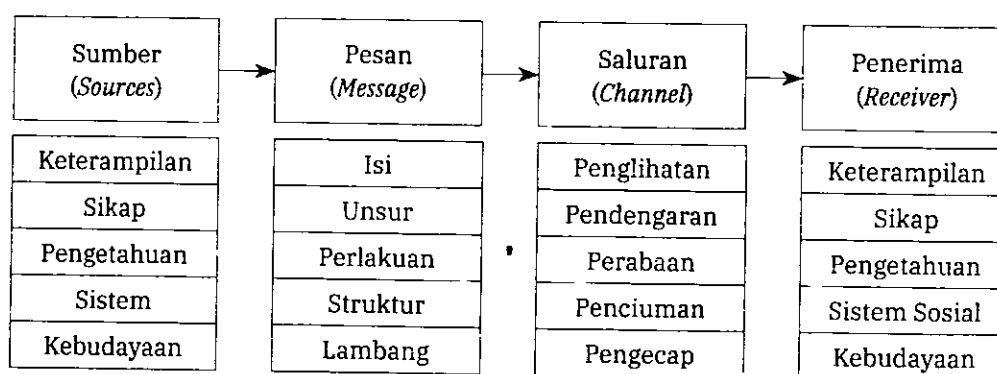 Sumber
(Sources)
Pesan
(Message)
Saluran
(Channel)
Penerima
(Receiver)
Keterampilan
Sikap
Pengetahuan
Sistem
Kebudayaan
Isi
Unsur
Perlakuan
Struktur
Lambang
Penglihatan
Pendengaran
Perabaan
Penciuman
Pengecap
Keterampilan
Sikap
Pengetahuan
Sistem Sosial
Kebudayaan